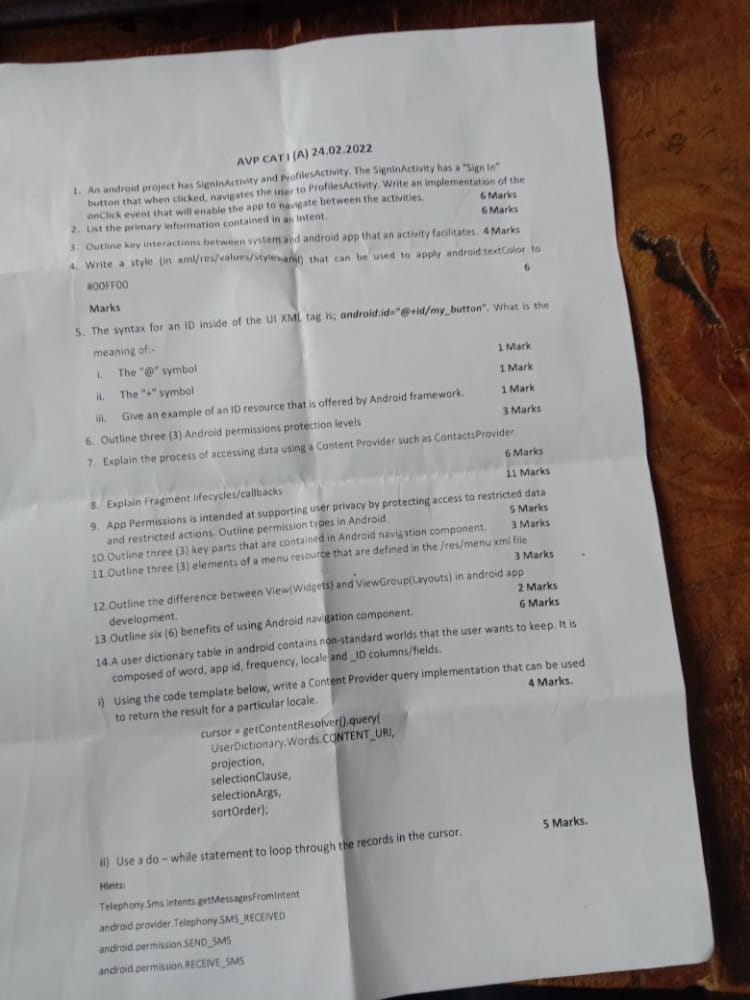 AVP CAT I (A) 24.02.2022
1. An android project has SignInActivity and ProfilesActivity. The SignInActivity has a "Sign In"
button that when clicked, navigates the user to ProfilesActivity. Write an implementation of the
onClick event that will enable the app to navigate between the activities. 6 Marks
2. List the primary information contained in an Intent. 6 Marks
3. Outline key interactions between system and android app that an activity facilitates. 4 Marks
4. Write a style (in xml/res/values/styles.xml) that can be used to apply android:textColor to
#00FF00 6
Marks
5. The syntax for an ID inside of the UI XML tag is; android:id="@+id/my_button". What is the
meaning of:-
i. The "@" symbol 1 Mark
ii. The "+" symbol 1 Mark
iii. Give an example of an ID resource that is offered by Android framework. 1 Mark
6. Outline three (3) Android permissions protection levels 3 Marks
7. Explain the process of accessing data using a Content Provider such as ContactsProvider.
6 Marks
8. Explain Fragment lifecycles/callbacks 11 Marks
9. App Permissions is intended at supporting user privacy by protecting access to restricted data
and restricted actions. Outline permission types in Android. 5 Marks
10.Outline three (3) key parts that are contained in Android navigation component. 3 Marks
11.Outline three (3) elements of a menu resource that are defined in the /res/menu xml file
3 Marks
12.Outline the difference between View(Widgets) and ViewGroup(Layouts) in android app
development. 2 Marks
13.Outline six (6) benefits of using Android navigation component. 6 Marks
14.A user dictionary table in android contains non-standard worlds that the user wants to keep. It is
composed of word, app id, frequency, locale and _ID columns/fields.
i) Using the code template below, write a Content Provider query implementation that can be used
to return the result for a particular locale. 4 Marks.
cursor = getContentResolver().query(
UserDictionary.Words.CONTENT_URI,
projection,
selectionClause,
selectionArgs,
sortOrder);
ii) Use a do – while statement to loop through the records in the cursor. 5 Marks.
Hints:
Telephony.Sms.Intents.getMessagesFromIntent
android.provider.Telephony.SMS_RECEIVED
android.permission.SEND_SMS
android.permission.RECEIVE_SMS